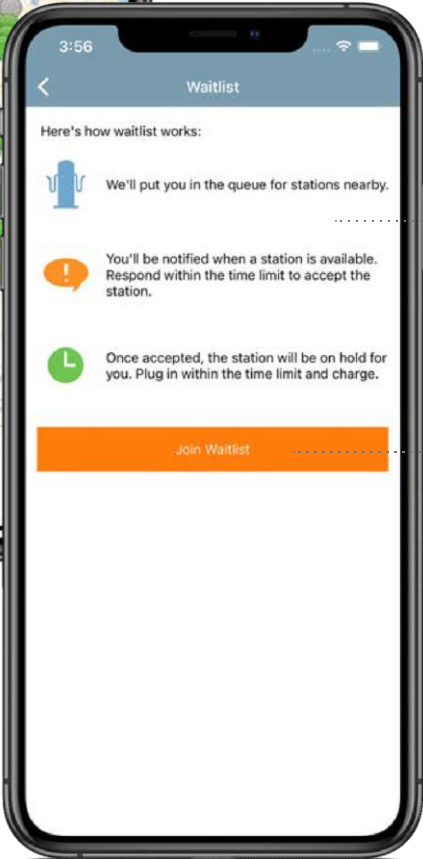 3:56
Waitlist
Here's how waitlist works:
We'll put you in the queue for stations nearby.
You'll be notified when a station is available.
Respond within the time limit to accept the
station.
Once accepted, the station will be on hold for
you. Plug in within the time limit and charge.
Join Waitlist